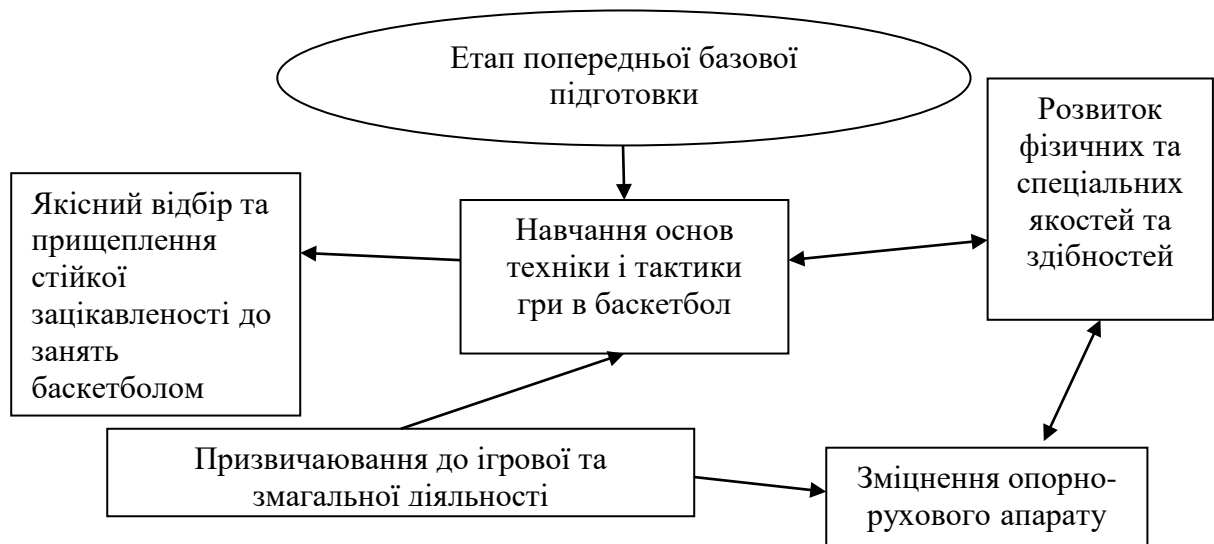 Етап попередньої базової
підготовки
Розвиток
фізичних та
спеціальних
якостей та
здібностей
Якісний відбір та
прищеплення
стійкої
зацікавленості до
занять
баскетболом
Навчання основ
техніки і тактики
гри в баскетбол
Призвичаювання до ігрової та
змагальної діяльності
Зміцнення опорно-
рухового апарату